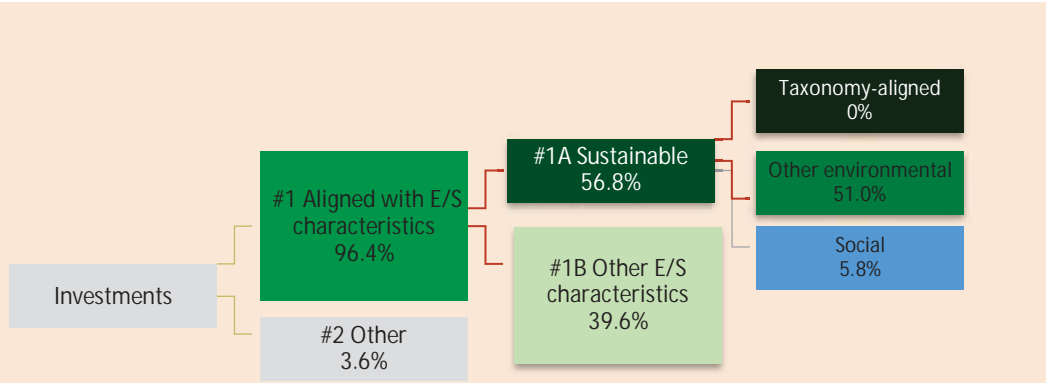 Investments
#1 Aligned with E/S
characteristics
96.4%
#2 Other
3.6%
#1A Sustainable
56.8%
#1B Other E/S
characteristics
39.6%
Taxonomy-aligned
0%
Other environmental
51.0%
Social
5.8%